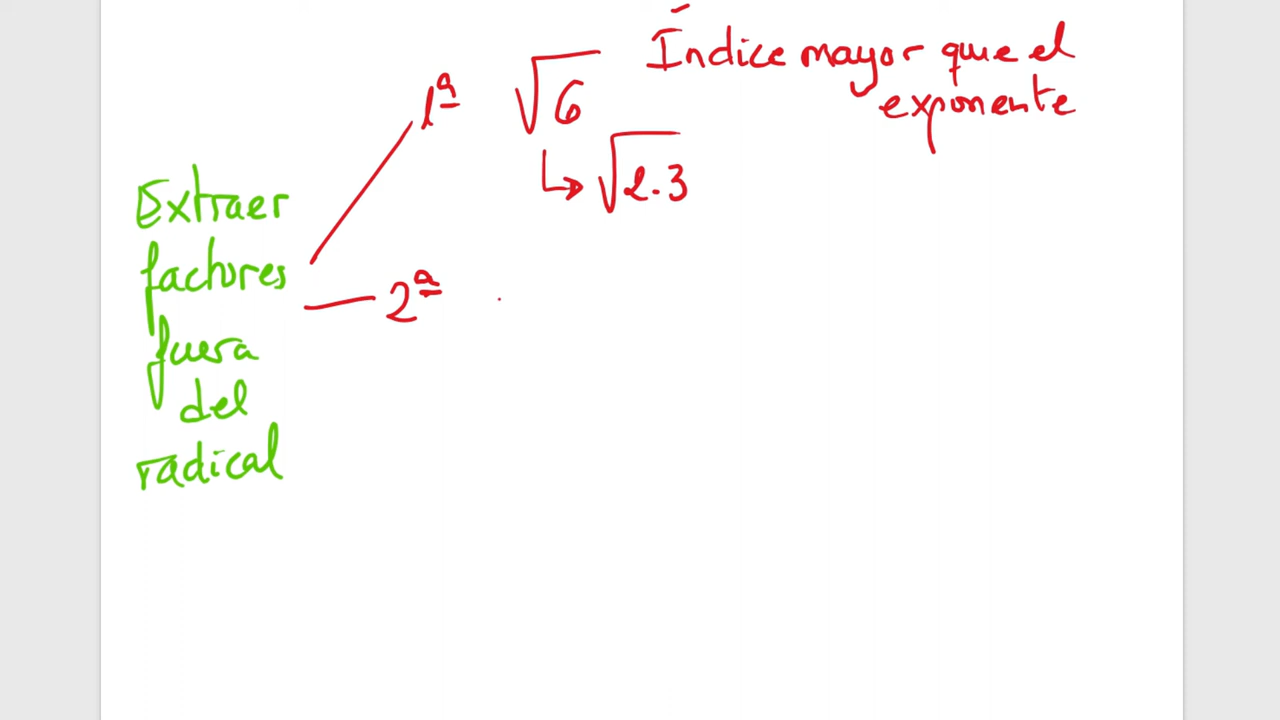 Índice mayor que el
exponente
1ª √6
↳ √2.3
Extraer
factores
fuera
del
radical
2ª